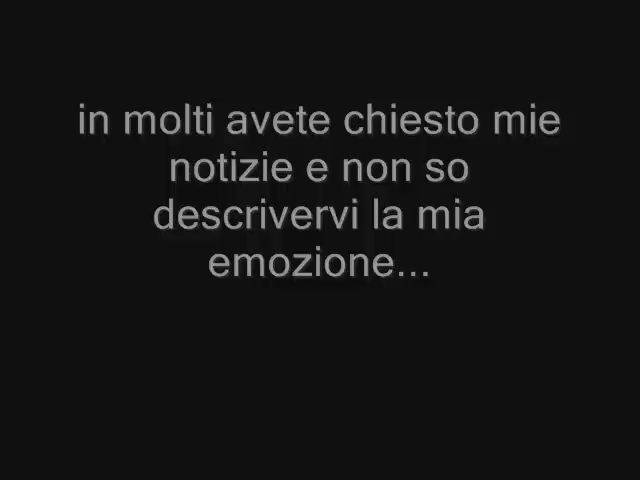 in molti avete chiesto mie
notizie e non so
descrivervi la mia
emozione...